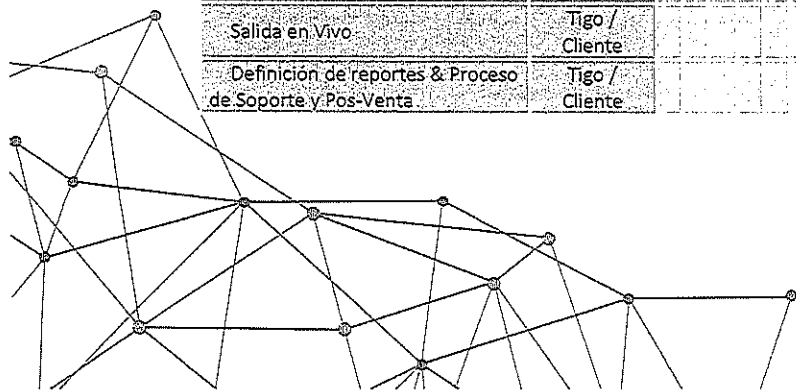 Salida en Vivo
Tigo /
Cliente
Definición de reportes & Proceso
de Soporte y Pos-Venta
Tigo /
Cliente